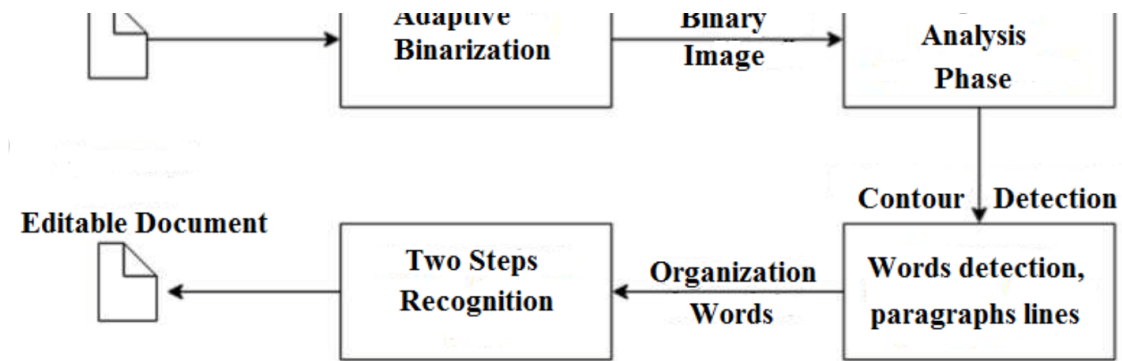 Adaptive
Binarization
Binary
Image
Analysis
Phase
Contour Detection
Editable Document
Two Steps
Recognition
Organization
Words
Words detection,
paragraphs lines